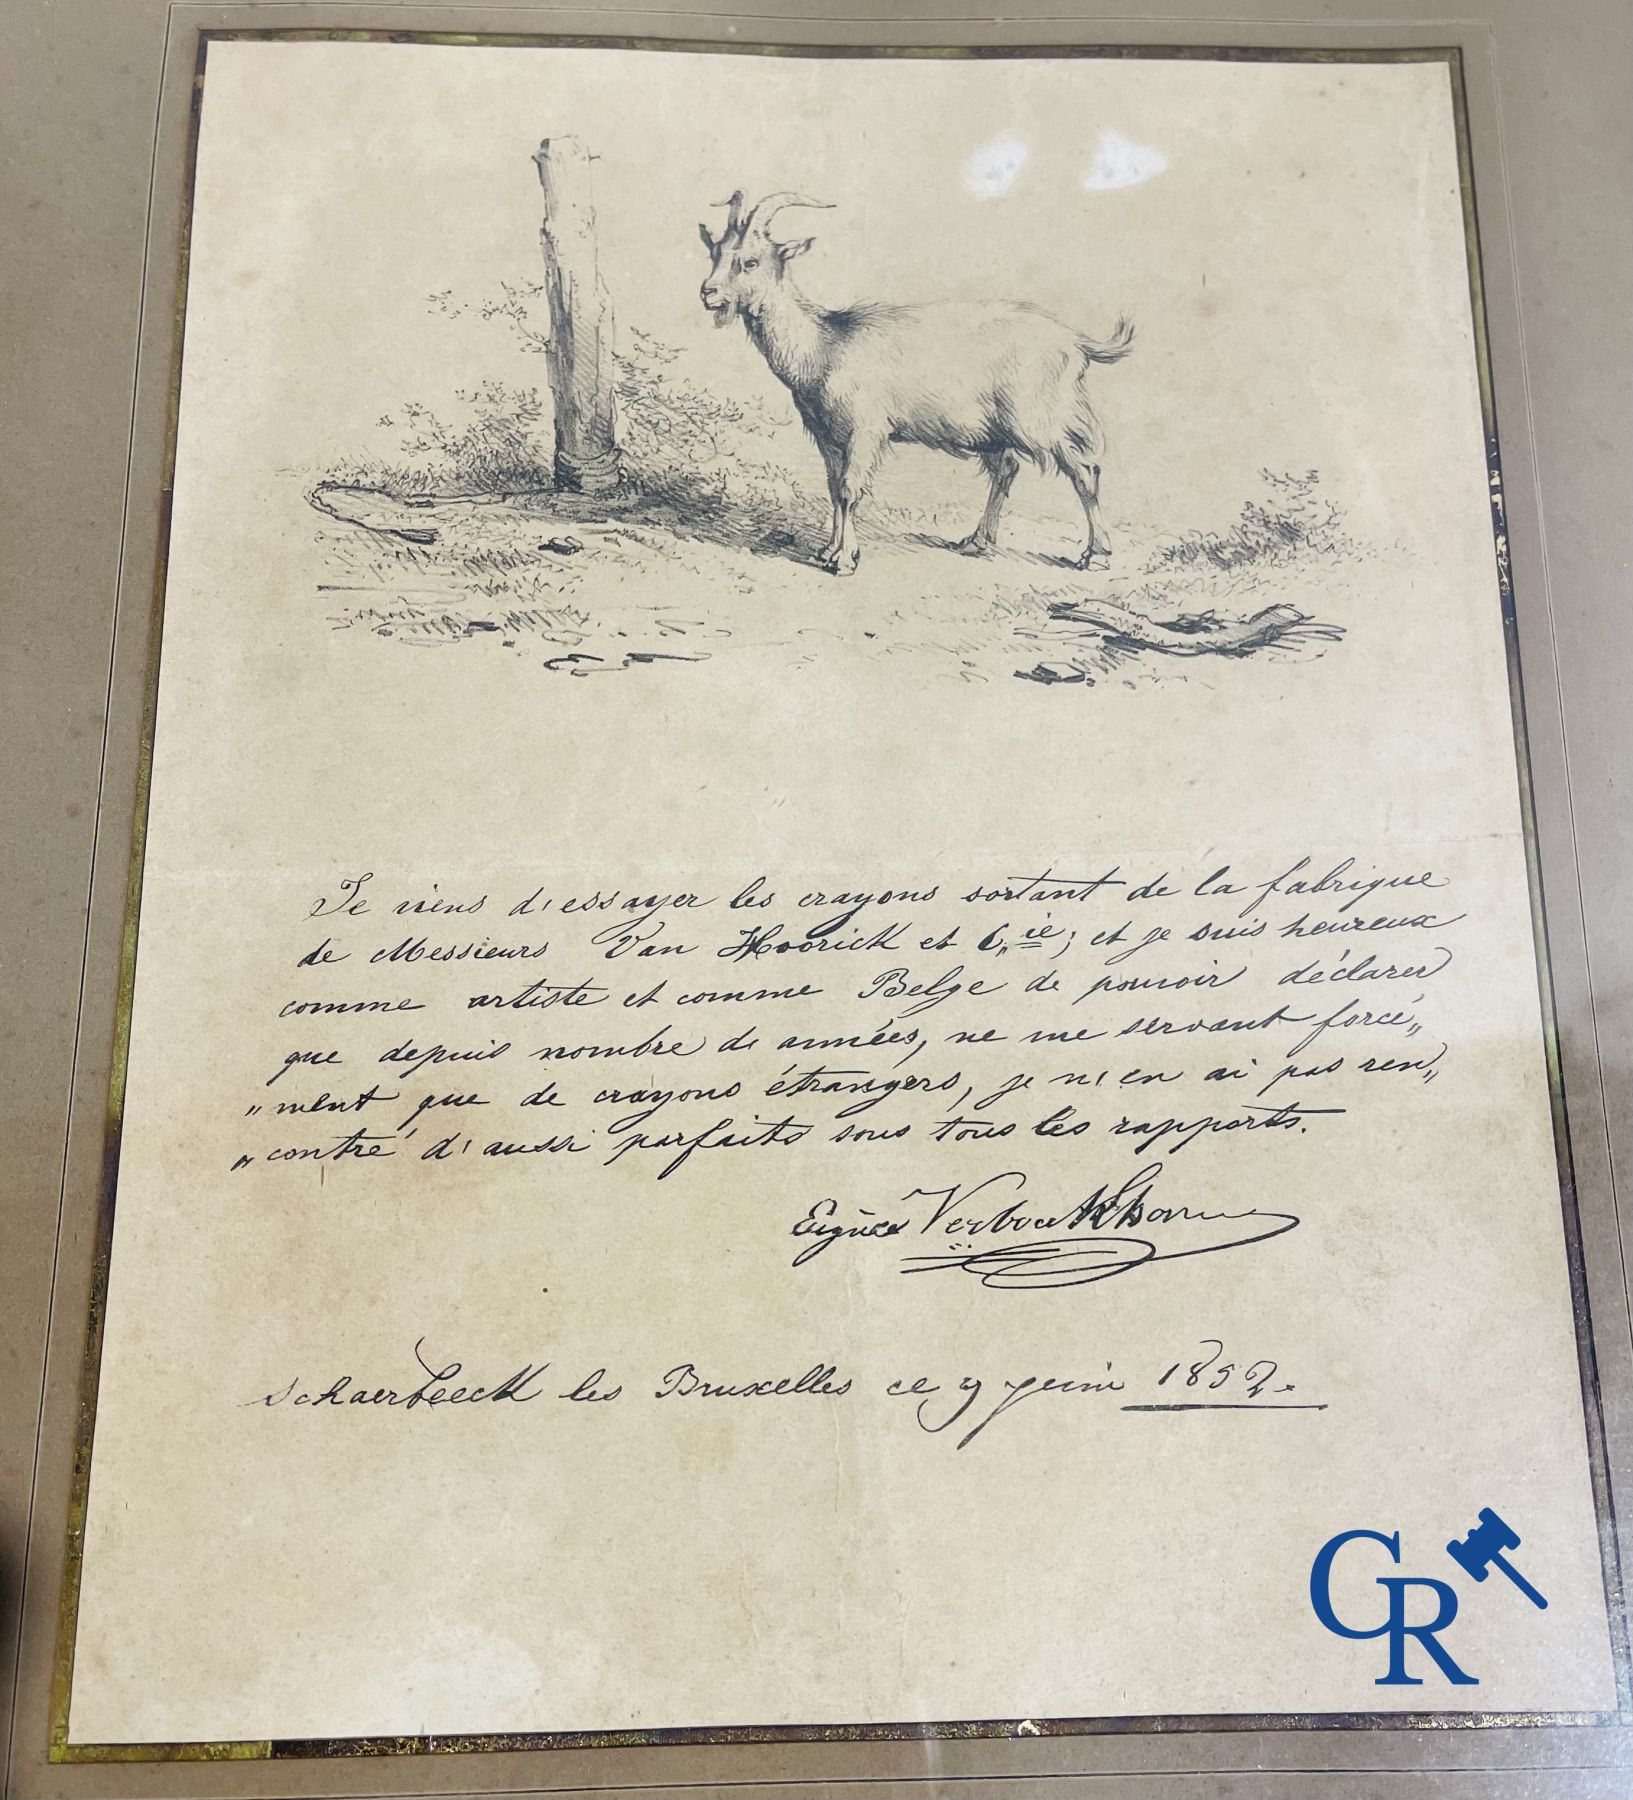 Je viens d'essayer les crayons sortant de la fabrique
de Messieurs Van Hoorick et C,,ie; et je suis heureux
comme artiste et comme Belge de pouvoir déclarer
que depuis nombre d'années, ne me servant forcé,,
,,ment que de crayons étrangers, je n'en ai pas ren,,
,,contré d'aussi parfaits sous tous les rapports.
Eugène Verboeckhoven
Schaerbeeck les Bruxelles ce 9 juin 1852.
CR